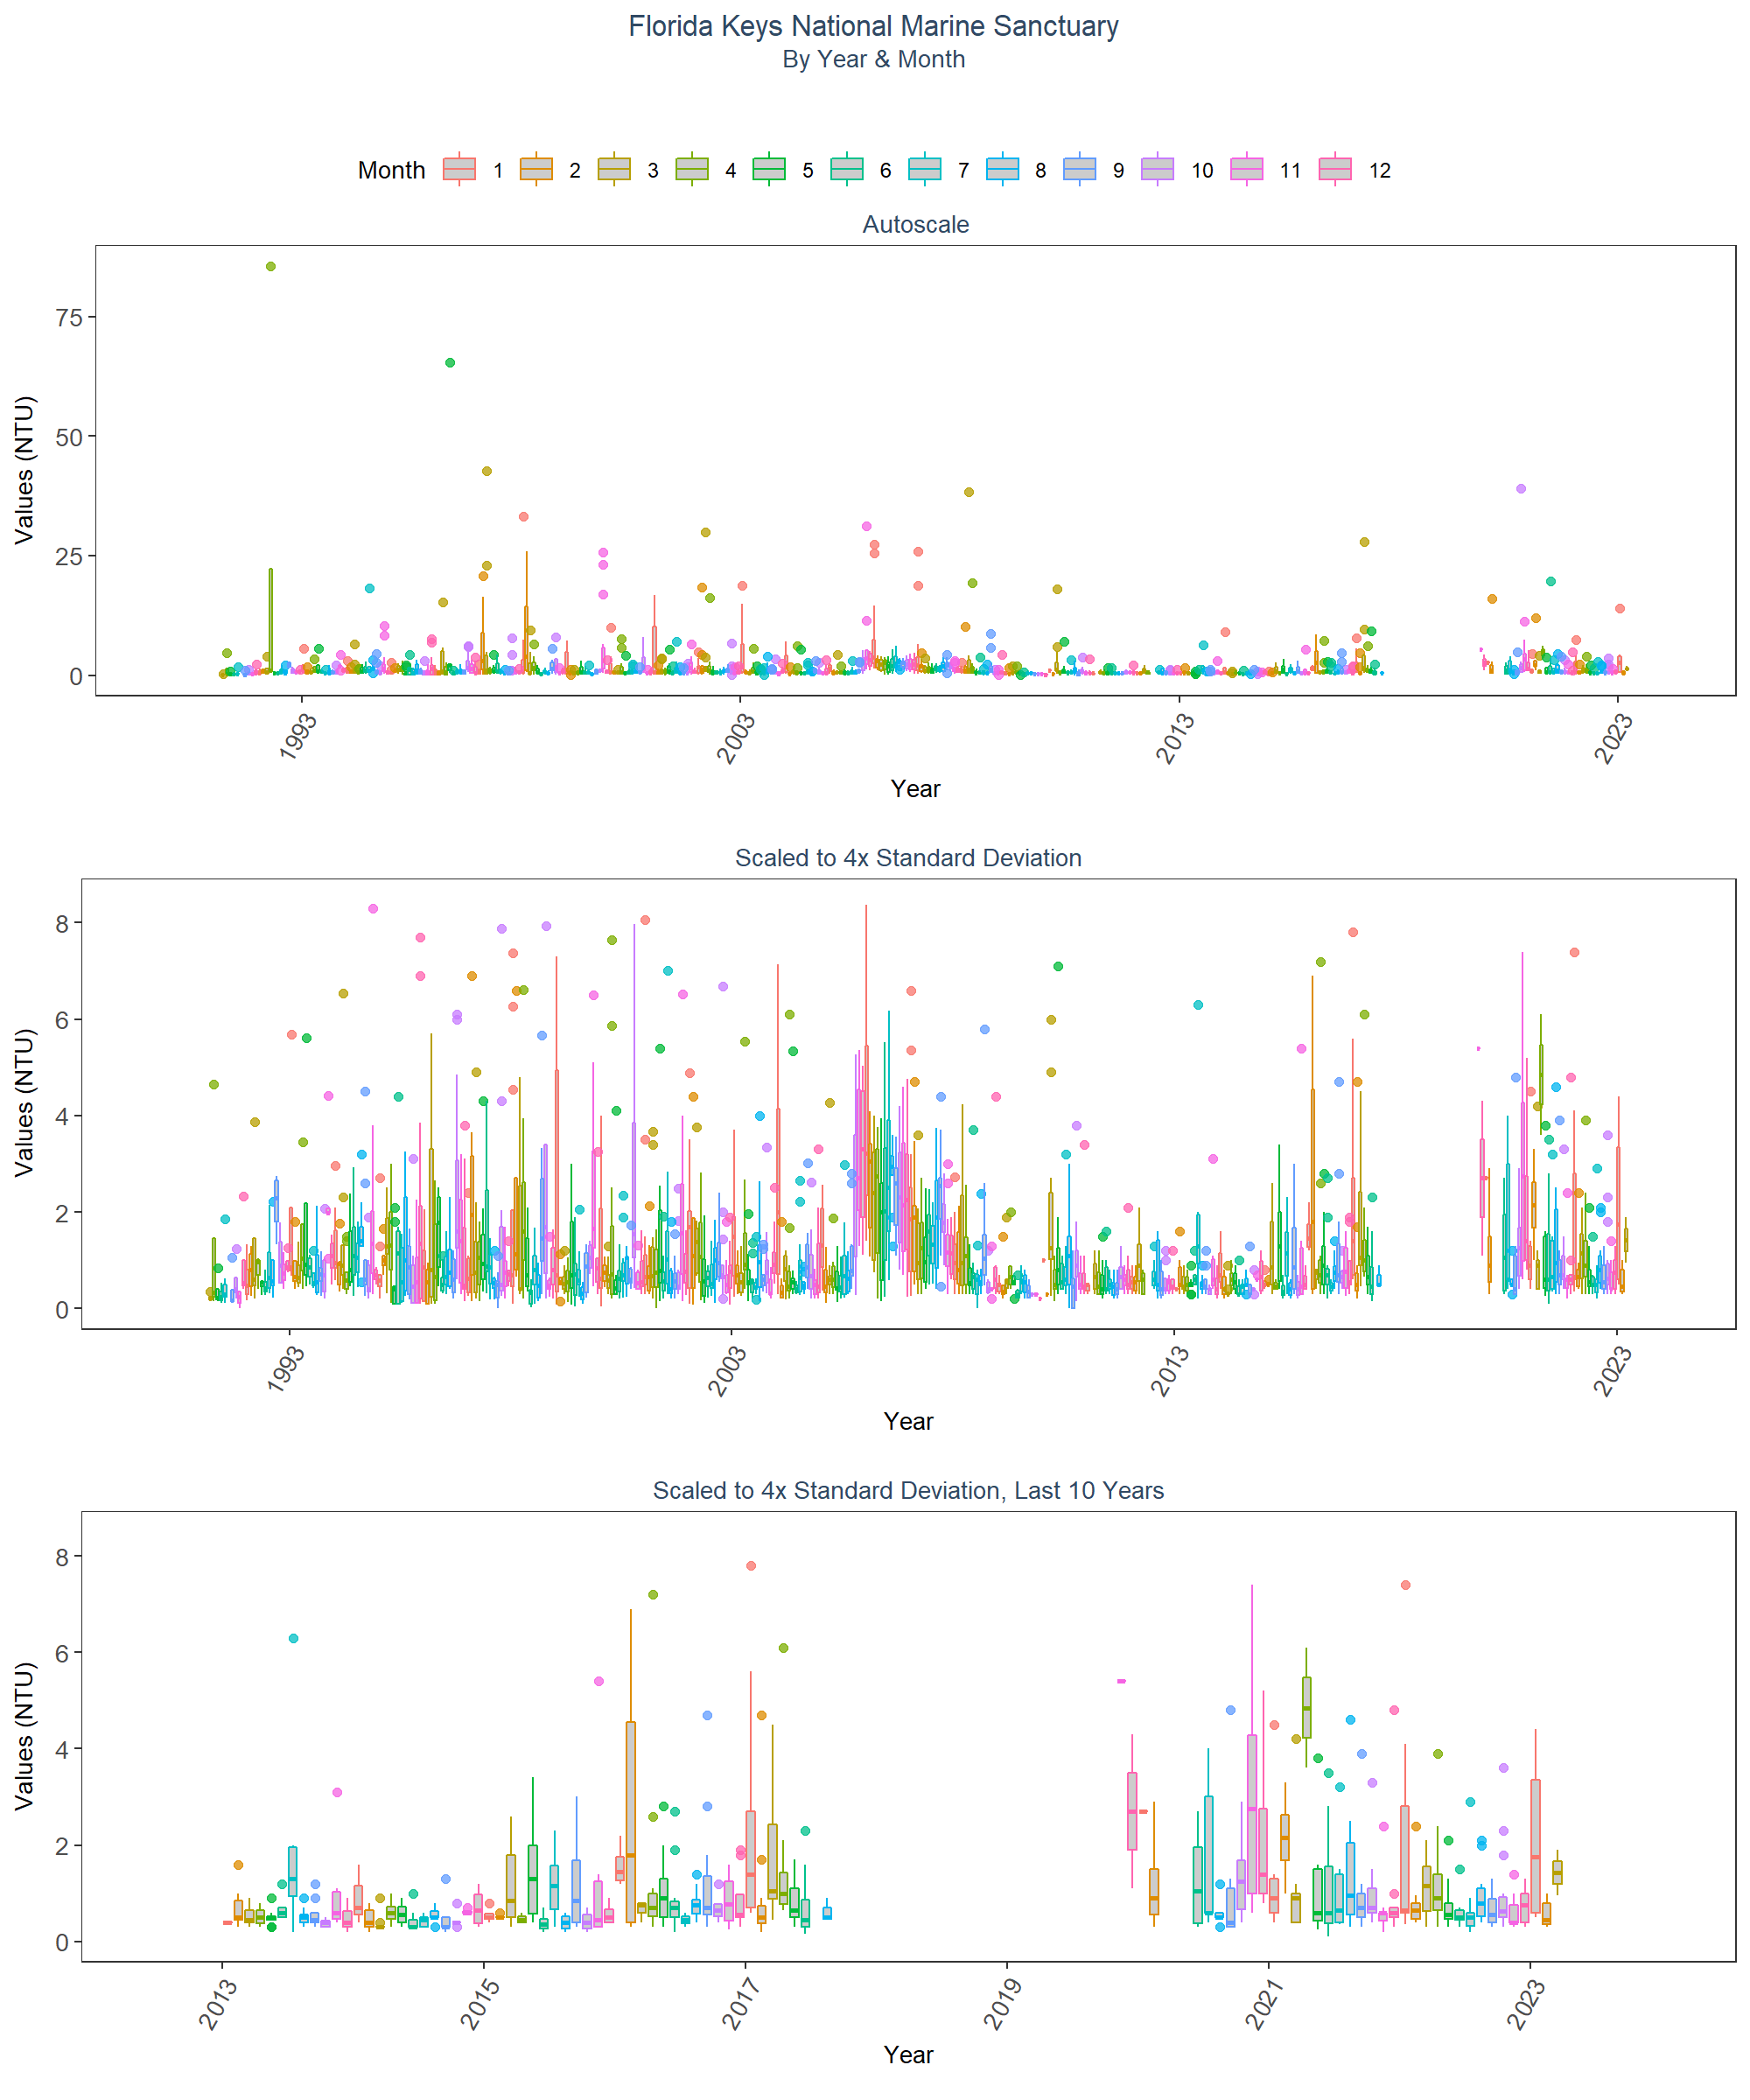 Florida Keys National Marine Sanctuary
By Year & Month
Month 1 2 3 4 5 6 7 8 9 10 11 12
Autoscale
Values (NTU)
75
50
25
0
1993 2003 2013 2023
Year
Scaled to 4x Standard Deviation
Values (NTU)
8
6
4
2
0
1993 2003 2013 2023
Year
Scaled to 4x Standard Deviation, Last 10 Years
Values (NTU)
8
6
4
2
0
2013 2015 2017 2019 2021 2023
Year